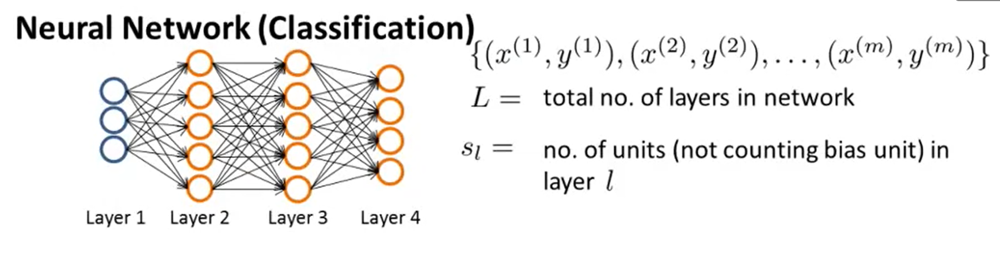 Neural Network (Classification)
{(x^{(1)}, y^{(1)}), (x^{(2)}, y^{(2)}), ..., (x^{(m)}, y^{(m)})}
L = total no. of layers in network
s_l = no. of units (not counting bias unit) in
layer l
Layer 1 Layer 2 Layer 3 Layer 4